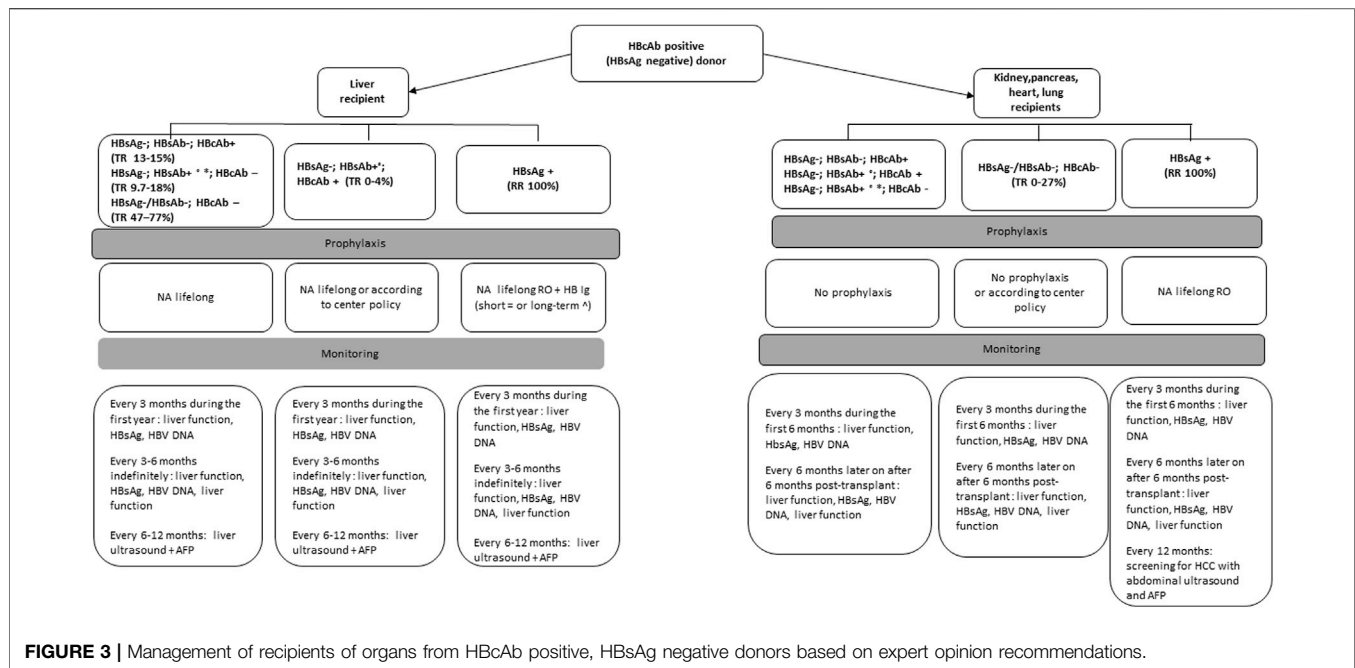 HBcAb positive
(HBsAg negative) donor
Liver
recipient
HBsAg-; HBsAb-; HBcAb+
(TR 13-15%)
HBsAg-; HBsAb+ ° *; HBcAb –
(TR 9.7-18%)
HBsAg-/HBsAb-; HBcAb –
(TR 47–77%)
HBsAg-; HBsAb+°;
HBcAb + (TR 0-4%)
HBsAg +
(RR 100%)
Prophylaxis
NA lifelong
NA lifelong or according
to center policy
NA lifelong RO + HB Ig
(short = or long-term ^)
Monitoring
Every 3 months during the
first year : liver function,
HBsAg, HBV DNA
Every 3-6 months
indefinitely : liver function,
HBsAg, HBV DNA, liver
function
Every 6-12 months: liver
ultrasound + AFP
Every 3 months during the
first year : liver function,
HBsAg, HBV DNA
Every 3-6 months
indefinitely : liver function,
HBsAg, HBV DNA, liver
function
Every 6-12 months: liver
ultrasound + AFP
Every 3 months during
the first year : liver
function, HBsAg, HBV
DNA
Every 3-6 months
indefinitely : liver
function, HBsAg, HBV
DNA, liver function
Every 6-12 months: liver
ultrasound + AFP
Kidney,pancreas,
heart, lung
recipients
HBsAg-; HBsAb-; HBcAb+
HBsAg-; HBsAb+ °; HBcAb +
HBsAg-; HBsAb+ ° *; HBcAb -
HBsAg-/HBsAb-; HBcAb-
(TR 0-27%)
HBsAg +
(RR 100%)
Prophylaxis
No prophylaxis
No prophylaxis
or according to center
policy
NA lifelong RO
Monitoring
Every 3 months during the
first 6 months : liver
function, HbsAg, HBV DNA
Every 6 months later on after
6 months post-transplant :
liver function, HBsAg, HBV
DNA, liver function
Every 3 months during the
first 6 months : liver
function, HBsAg, HBV DNA
Every 6 months later on
after 6 months post-
transplant : liver function,
HBsAg, HBV DNA, liver
function
Every 3 months during
the first 6 months : liver
function, HBsAg, HBV
DNA
Every 6 months later on
after 6 months post-
transplant : liver
function, HBsAg, HBV
DNA, liver function
Every 12 months:
screening for HCC with
abdominal ultrasound
and AFP
FIGURE 3 | Management of recipients of organs from HBcAb positive, HBsAg negative donors based on expert opinion recommendations.